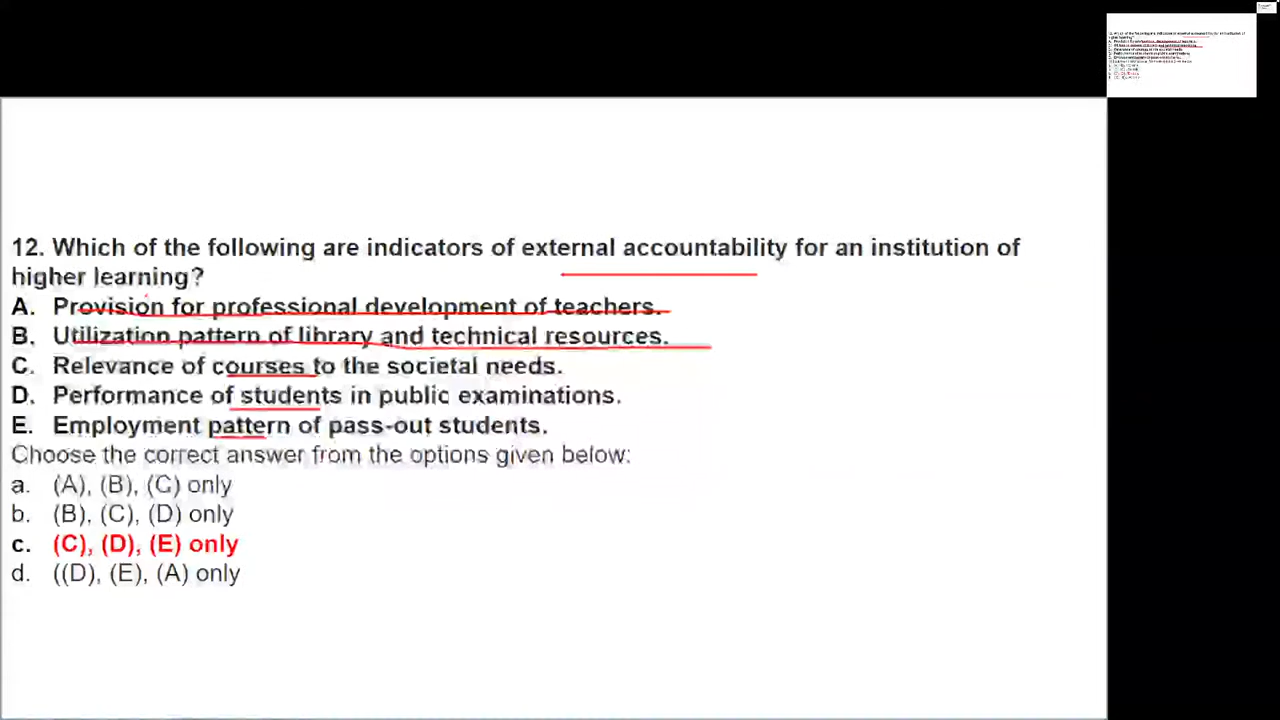 12. Which of the following are indicators of external accountability for an institution of
higher learning?
A. Provision for professional development of teachers.
B. Utilization pattern of library and technical resources.
C. Relevance of courses to the societal needs.
D. Performance of students in public examinations.
E. Employment pattern of pass-out students.
Choose the correct answer from the options given below:
a. (A), (B), (C) only
b. (B), (C), (D) only
c. (C), (D), (E) only
d. ((D), (E), (A) only